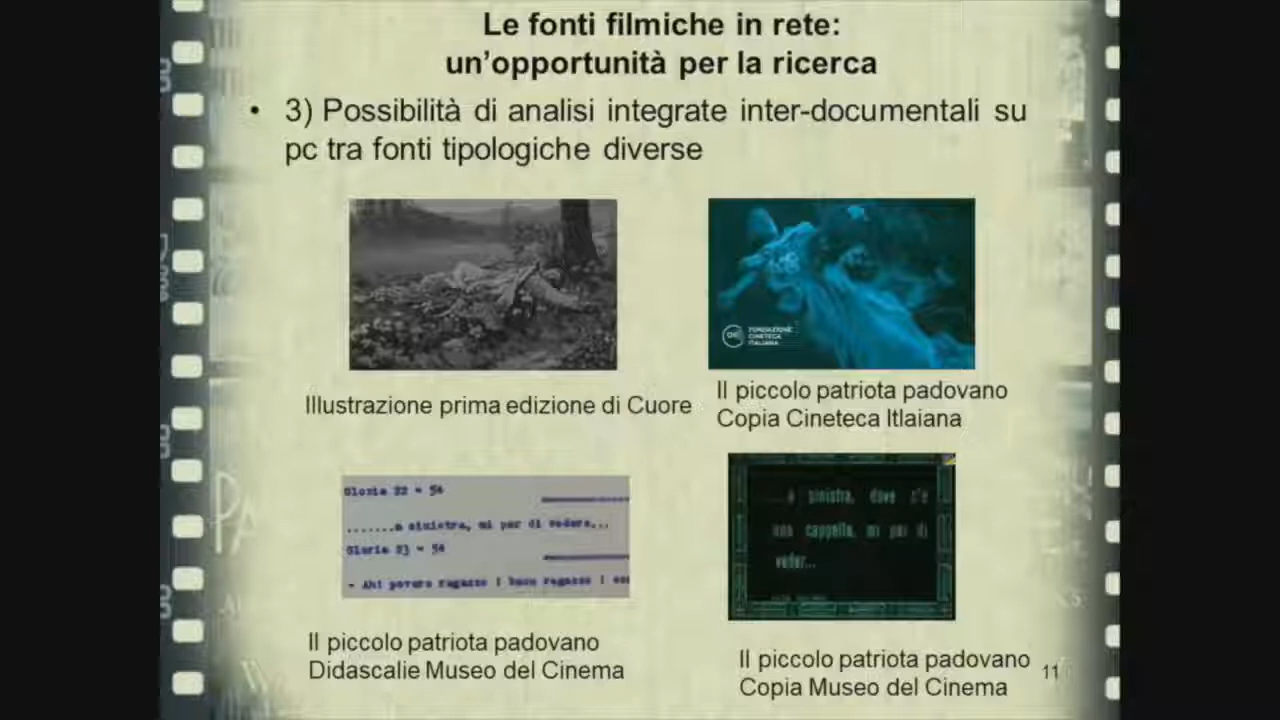 Le fonti filmiche in rete:
un'opportunità per la ricerca
• 3) Possibilità di analisi integrate inter-documentali su
pc tra fonti tipologiche diverse
FONDAZIONE
CINETECA
ITALIANA
Illustrazione prima edizione di Cuore
Il piccolo patriota padovano
Copia Cineteca Itlaiana
Gloria 22 = 54
.......a sinistra, mi par di vedere...
Gloria 23 = 54
- Ahi povero ragazzo ! buon ragazzo !
...a sinistra, dove c'è
una cappella, mi par di
veder...
Il piccolo patriota padovano
Didascalie Museo del Cinema
Il piccolo patriota padovano
Copia Museo del Cinema
11